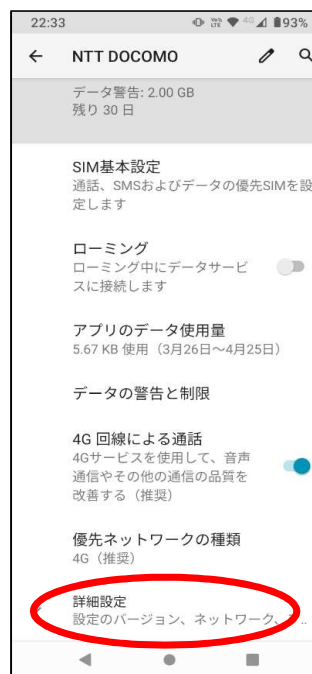 22:33 VoLTE 4G 93%
NTT DOCOMO
データ警告: 2.00 GB
残り 30 日
SIM基本設定
通話、SMSおよびデータの優先SIMを設
定します
ローミング
ローミング中にデータサービ
スに接続します
アプリのデータ使用量
5.67 KB 使用（3月26日～4月25日）
データの警告と制限
4G 回線による通話
4Gサービスを使用して、音声
通信やその他の通信の品質を
改善する（推奨）
優先ネットワークの種類
4G（推奨）
詳細設定
設定のバージョン、ネットワーク、